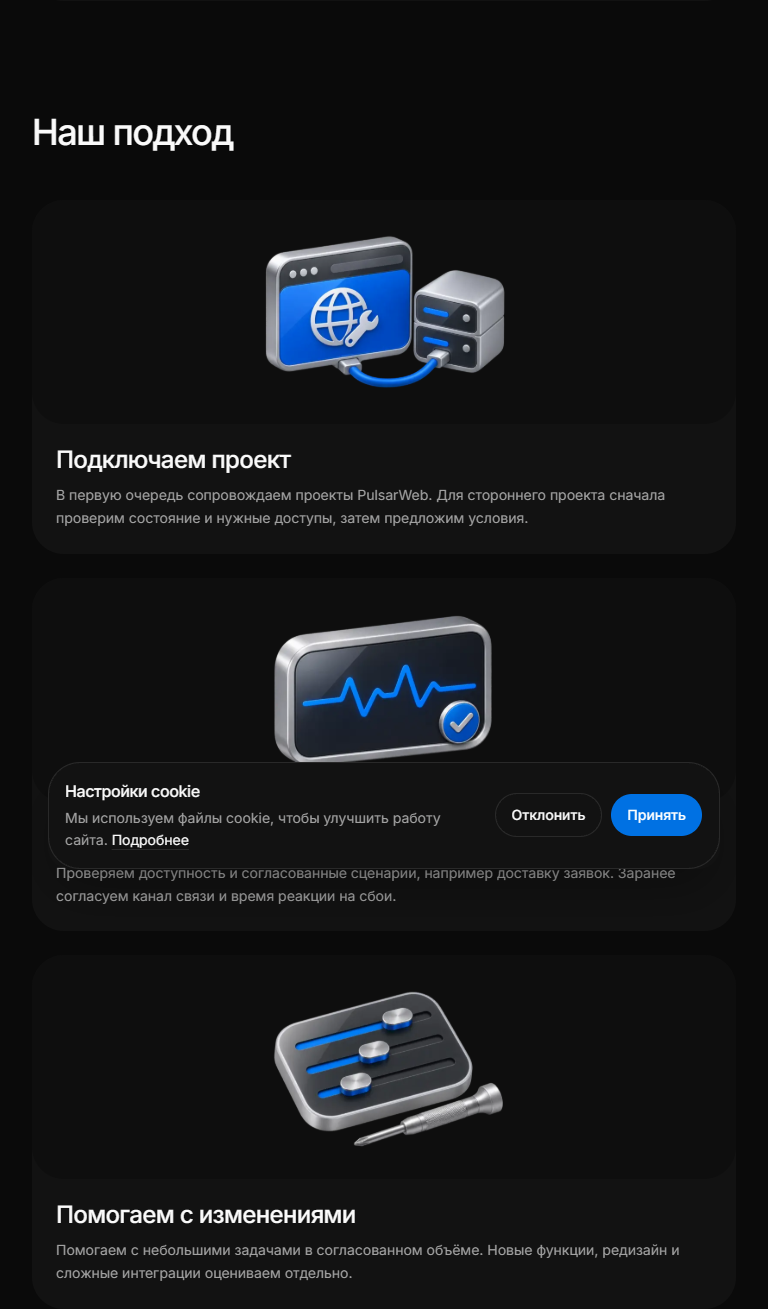 Наш подход
Подключаем проект
В первую очередь сопровождаем проекты PulsarWeb. Для стороннего проекта сначала
проверим состояние и нужные доступы, затем предложим условия.
Настройки cookie
Мы используем файлы cookie, чтобы улучшить работу
сайта. Подробнее
Отклонить
Принять
Проверяем доступность и согласованные сценарии, например доставку заявок. Заранее
согласуем канал связи и время реакции на сбои.
Помогаем с изменениями
Помогаем с небольшими задачами в согласованном объёме. Новые функции, редизайн и
сложные интеграции оцениваем отдельно.